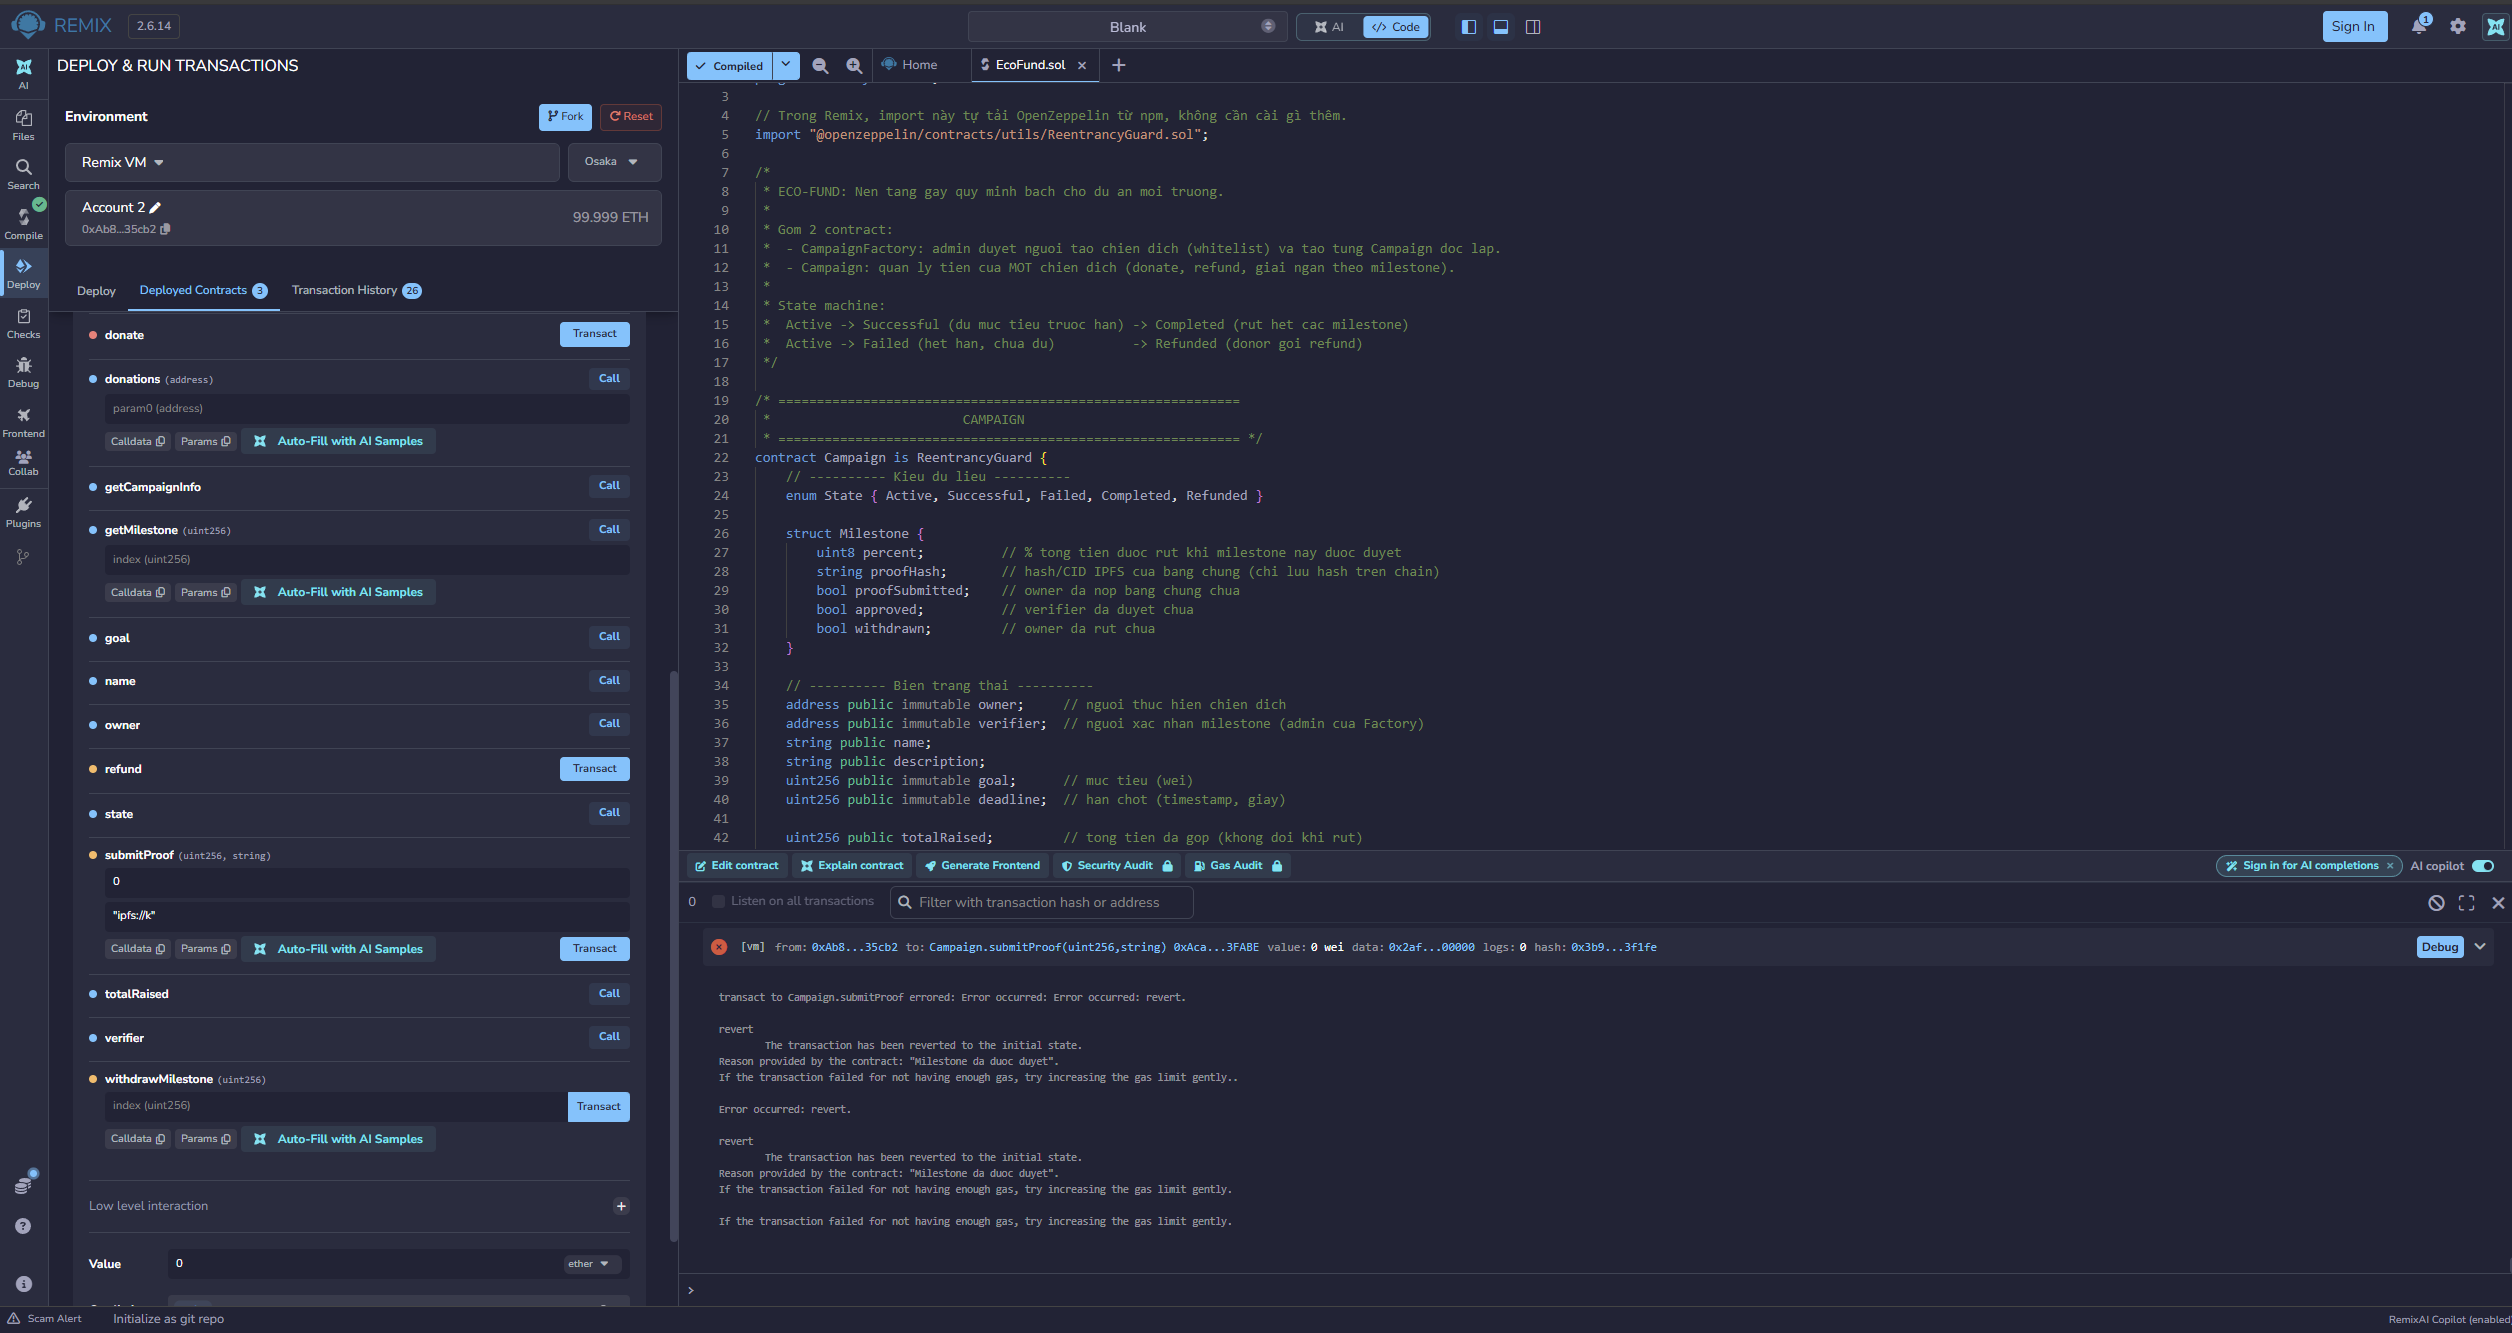 REMIX 2.6.14
Blank
AI </> Code
Sign In
1
AI
AI
Files
Search
Compile
Deploy
Checks
Debug
Frontend
Collab
Plugins
DEPLOY & RUN TRANSACTIONS
Environment
Fork
Reset
Remix VM
Osaka
Account 2
0xAb8...35cb2
99.999 ETH
Deploy
Deployed Contracts 3
Transaction History 26
donate
Transact
donations (address)
Call
param0 (address)
Calldata Params Auto-Fill with AI Samples
getCampaignInfo
Call
getMilestone (uint256)
Call
index (uint256)
Calldata Params Auto-Fill with AI Samples
goal
Call
name
Call
owner
Call
refund
Transact
state
Call
submitProof (uint256, string)
0
"ipfs://k"
Calldata Params Auto-Fill with AI Samples
Transact
totalRaised
Call
verifier
Call
withdrawMilestone (uint256)
index (uint256)
Transact
Calldata Params Auto-Fill with AI Samples
Low level interaction
Value
0
ether
Compiled
Home
EcoFund.sol
3
4 // Trong Remix, import này tự tải OpenZeppelin từ npm, không cần cài gì thêm.
5 import "@openzeppelin/contracts/utils/ReentrancyGuard.sol";
6
7 /*
8 * ECO-FUND: Nen tang gay quy minh bach cho du an moi truong.
9 *
10 * Gom 2 contract:
11 * - CampaignFactory: admin duyet nguoi tao chien dich (whitelist) va tao tung Campaign doc lap.
12 * - Campaign: quan ly tien cua MOT chien dich (donate, refund, giai ngan theo milestone).
13 *
14 * State machine:
15 * Active -> Successful (du muc tieu truoc han) -> Completed (rut het cac milestone)
16 * Active -> Failed (het han, chua du) -> Refunded (donor goi refund)
17 */
18
19 /* ============================================================
20 * CAMPAIGN
21 * ============================================================ */
22 contract Campaign is ReentrancyGuard {
23 // ---------- Kieu du lieu ----------
24 enum State { Active, Successful, Failed, Completed, Refunded }
25
26 struct Milestone {
27 uint8 percent; // % tong tien duoc rut khi milestone nay duoc duyet
28 string proofHash; // hash/CID IPFS cua bang chung (chi luu hash tren chain)
29 bool proofSubmitted; // owner da nop bang chung chua
30 bool approved; // verifier da duyet chua
31 bool withdrawn; // owner da rut chua
32 }
33
34 // ---------- Bien trang thai ----------
35 address public immutable owner; // nguoi thuc hien chien dich
36 address public immutable verifier; // nguoi xac nhan milestone (admin cua Factory)
37 string public name;
38 string public description;
39 uint256 public immutable goal; // muc tieu (wei)
40 uint256 public immutable deadline; // han chot (timestamp, giay)
41
42 uint256 public totalRaised; // tong tien da gop (khong doi khi rut)
Edit contract
Explain contract
Generate Frontend
Security Audit
Gas Audit
Sign in for AI completions ×
AI copilot
0
Listen on all transactions
Filter with transaction hash or address
[vm] from: 0xAb8...35cb2 to: Campaign.submitProof(uint256,string) 0xAca...3FABE value: 0 wei data: 0x2af...00000 logs: 0 hash: 0x3b9...3f1fe
Debug
transact to Campaign.submitProof errored: Error occurred: Error occurred: revert.
revert
The transaction has been reverted to the initial state.
Reason provided by the contract: "Milestone da duoc duyet".
If the transaction failed for not having enough gas, try increasing the gas limit gently..
Error occurred: revert.
revert
The transaction has been reverted to the initial state.
Reason provided by the contract: "Milestone da duoc duyet".
If the transaction failed for not having enough gas, try increasing the gas limit gently.
If the transaction failed for not having enough gas, try increasing the gas limit gently.
>
Scam Alert
Initialize as git repo
RemixAI Copilot (enabled